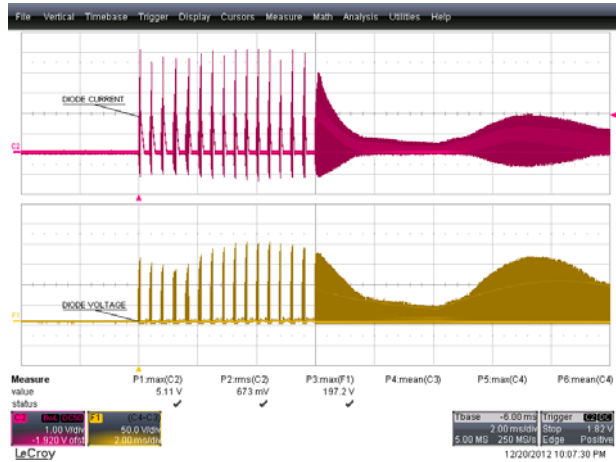 File Vertical Timebase Trigger Display Cursors Measure Math Analysis Utilities Help
DIODE CURRENT
C2
DIODE VOLTAGE
F1
Measure P1:max(C2) P2:rms(C2) P3:max(F1) P4:mean(C3) P5:max(C4) P6:mean(C4)
value 5.11 V 673 mV 197.2 V
status
C2 BwL DC50 F1 (C4-C3) Tbase -6.00 ms Trigger C2 DC
1.00 V/div 50.0 V/div 2.00 ms/div Stop 1.82 V
-1.920 V ofst 2.00 ms/div 5.00 MS 250 MS/s Edge Positive
LeCroy 12/20/2012 10:07:30 PM